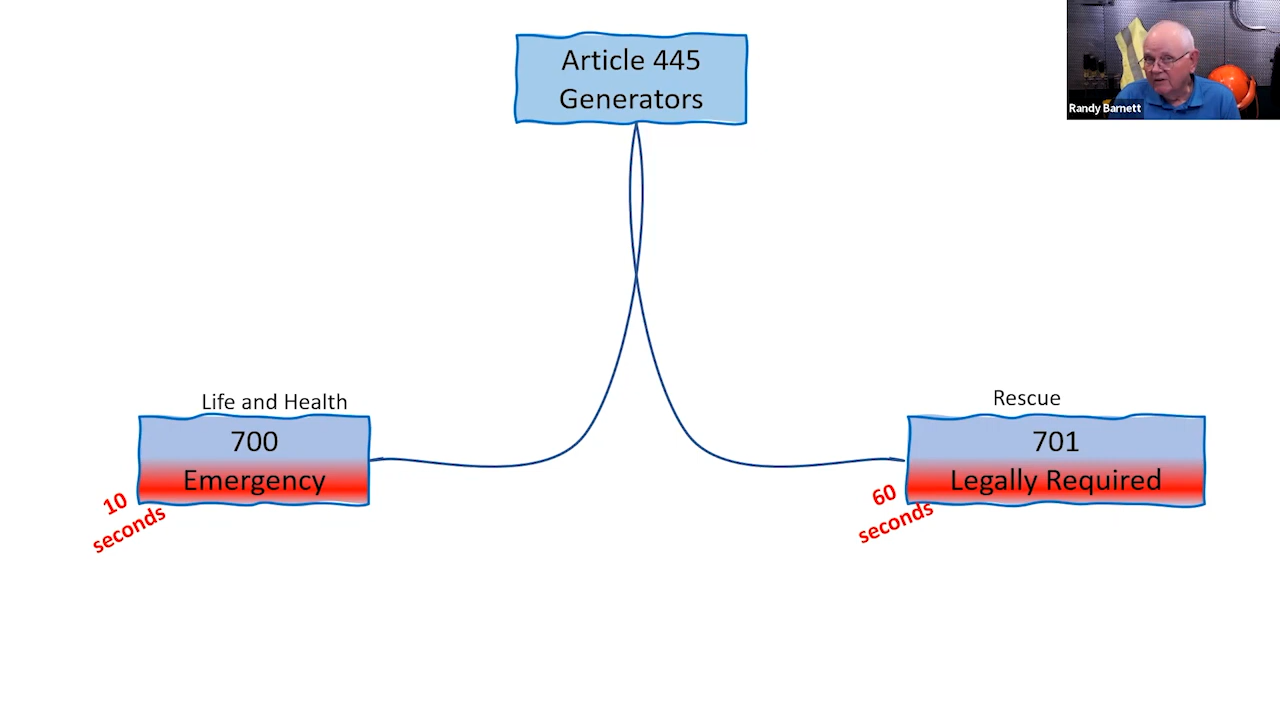 Article 445
Generators
Randy Barnett
Life and Health
700
Emergency
10
seconds
Rescue
701
Legally Required
60
seconds